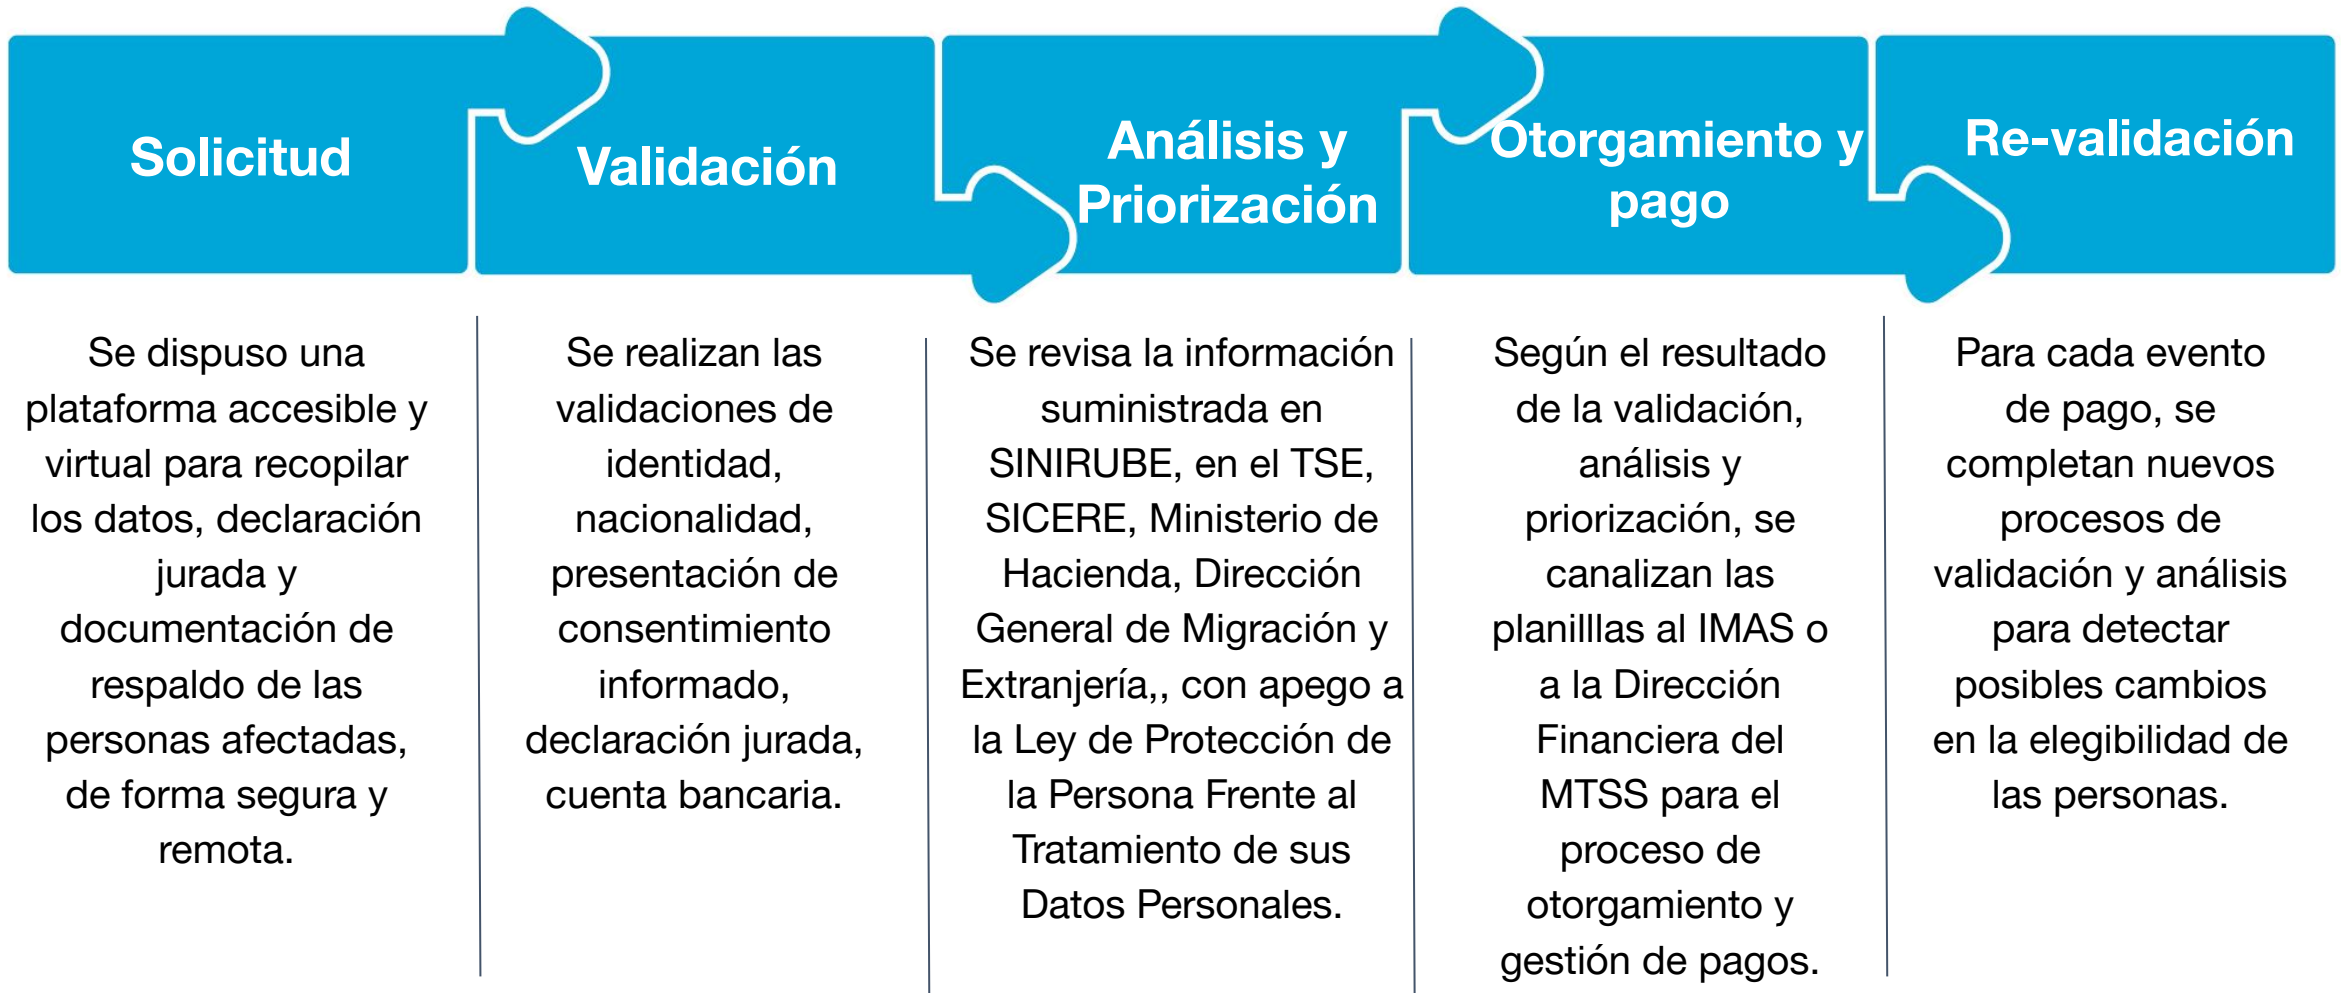 Solicitud
Validación
Análisis y
Priorización
Otorgamiento y
pago
Re-validación
Se dispuso una
plataforma accesible y
virtual para recopilar
los datos, declaración
jurada y
documentación de
respaldo de las
personas afectadas,
de forma segura y
remota.
Se realizan las
validaciones de
identidad,
nacionalidad,
presentación de
consentimiento
informado,
declaración jurada,
cuenta bancaria.
Se revisa la información
suministrada en
SINIRUBE, en el TSE,
SICERE, Ministerio de
Hacienda, Dirección
General de Migración y
Extranjería,, con apego a
la Ley de Protección de
la Persona Frente al
Tratamiento de sus
Datos Personales.
Según el resultado
de la validación,
análisis y
priorización, se
canalizan las
planilllas al IMAS o
a la Dirección
Financiera del
MTSS para el
proceso de
otorgamiento y
gestión de pagos.
Para cada evento
de pago, se
completan nuevos
procesos de
validación y análisis
para detectar
posibles cambios
en la elegibilidad de
las personas.